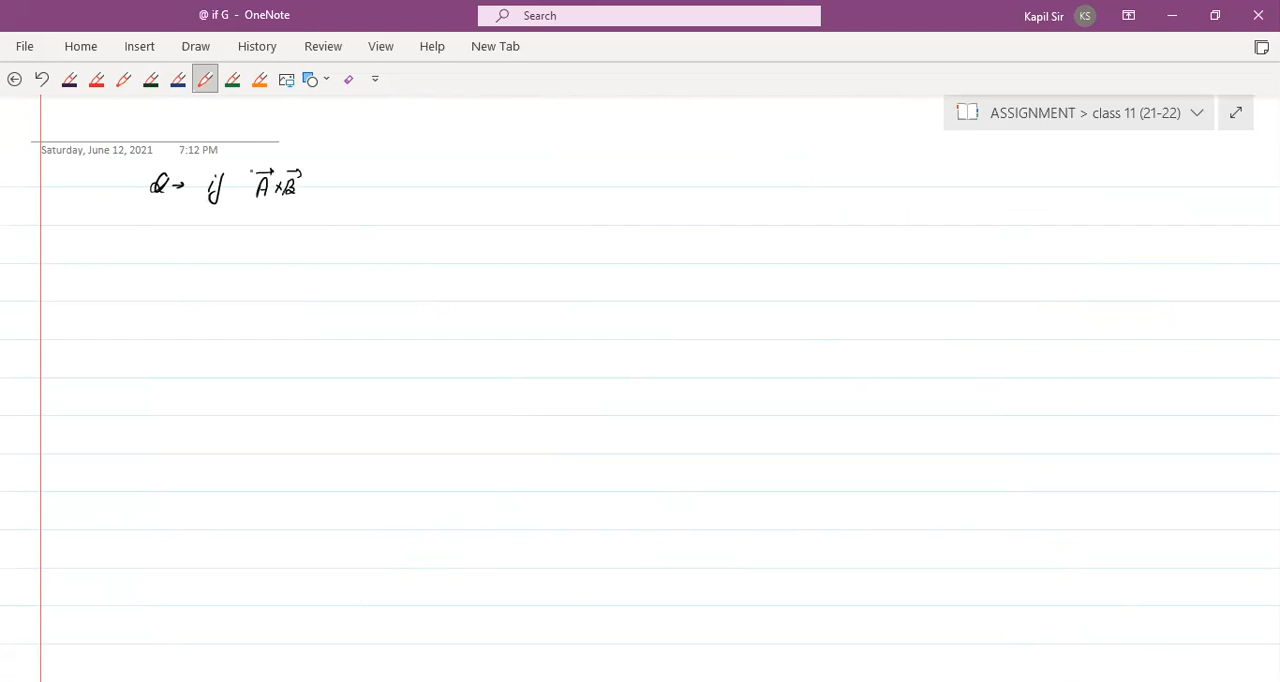 @ if G - OneNote
Search
Kapil Sir
KS
File Home Insert Draw History Review View Help New Tab
ASSIGNMENT > class 11 (21-22)
Saturday, June 12, 2021 7:12 PM
Q→ if A⃗ × B⃗